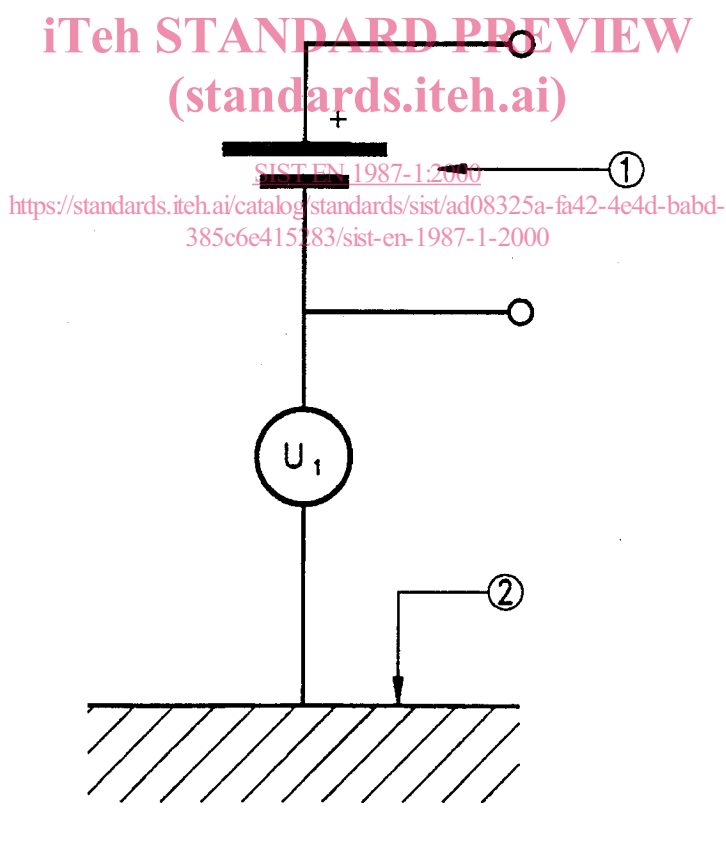 iTeh STANDARD PREVIEW
(standards.iteh.ai)
+
SIST EN 1987-1:2000
1
https://standards.iteh.ai/catalog/standards/sist/ad08325a-fa42-4e4d-babd-
385c6e415283/sist-en-1987-1-2000
U1
2